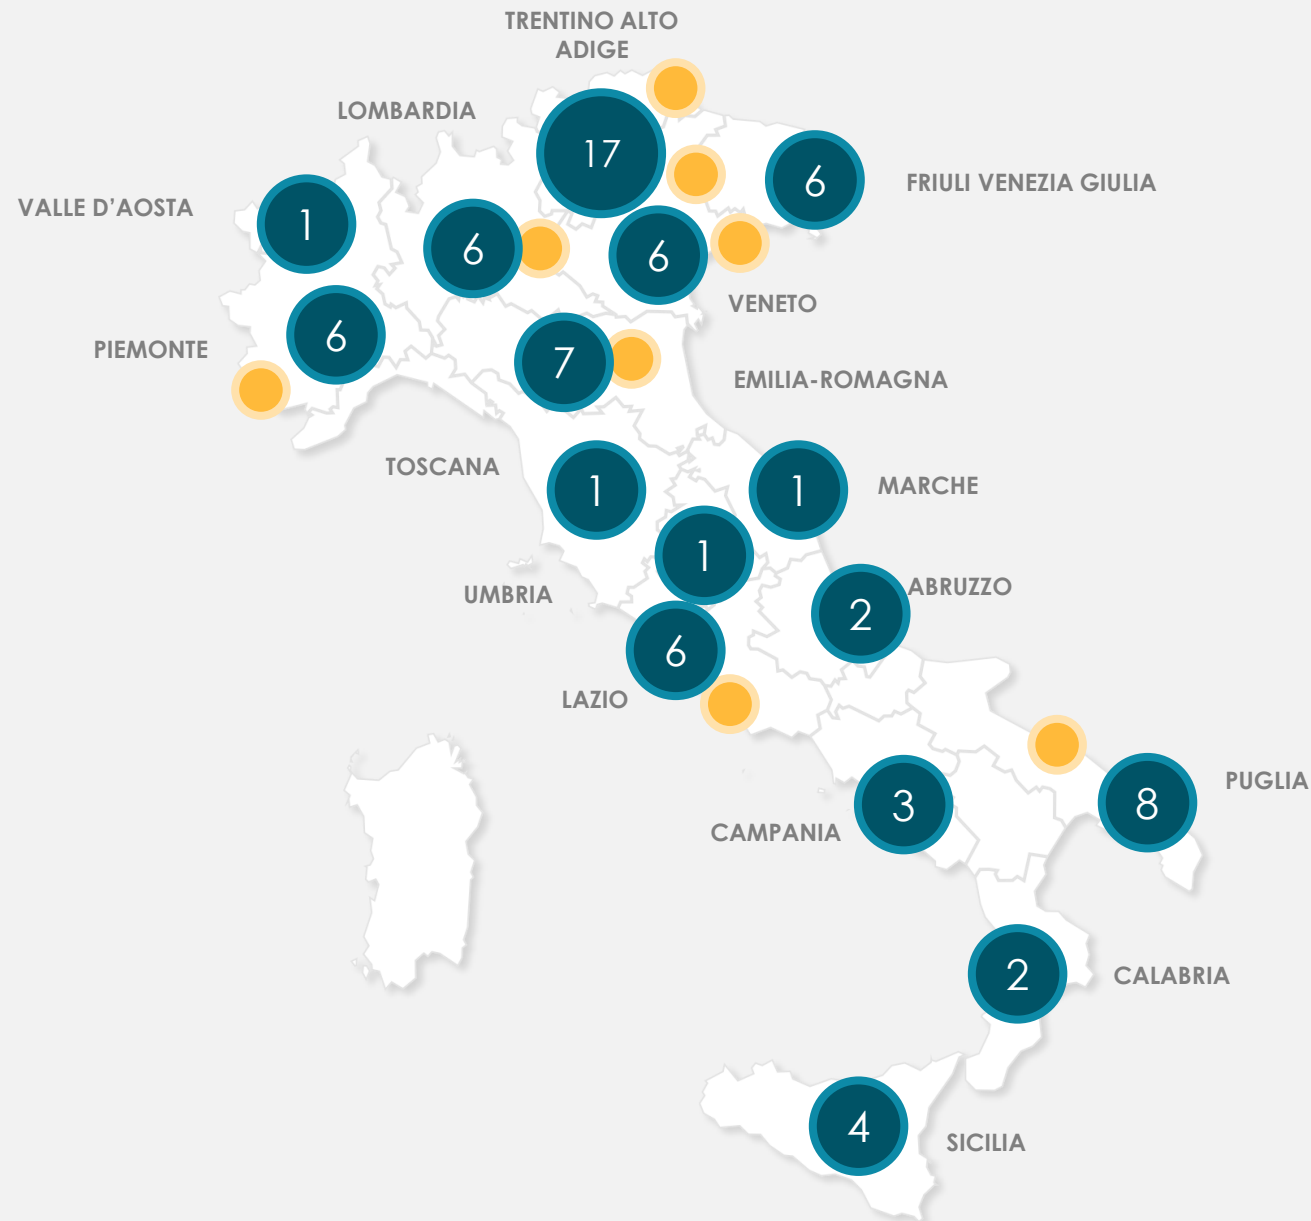 TRENTINO ALTO
ADIGE
17
LOMBARDIA
6
FRIULI VENEZIA GIULIA
6
VALLE D’AOSTA
1
6
VENETO
PIEMONTE
6
7
EMILIA-ROMAGNA
TOSCANA
1
1
MARCHE
UMBRIA
1
2
ABRUZZO
LAZIO
6
CAMPANIA
3
8
PUGLIA
2
CALABRIA
4
SICILIA